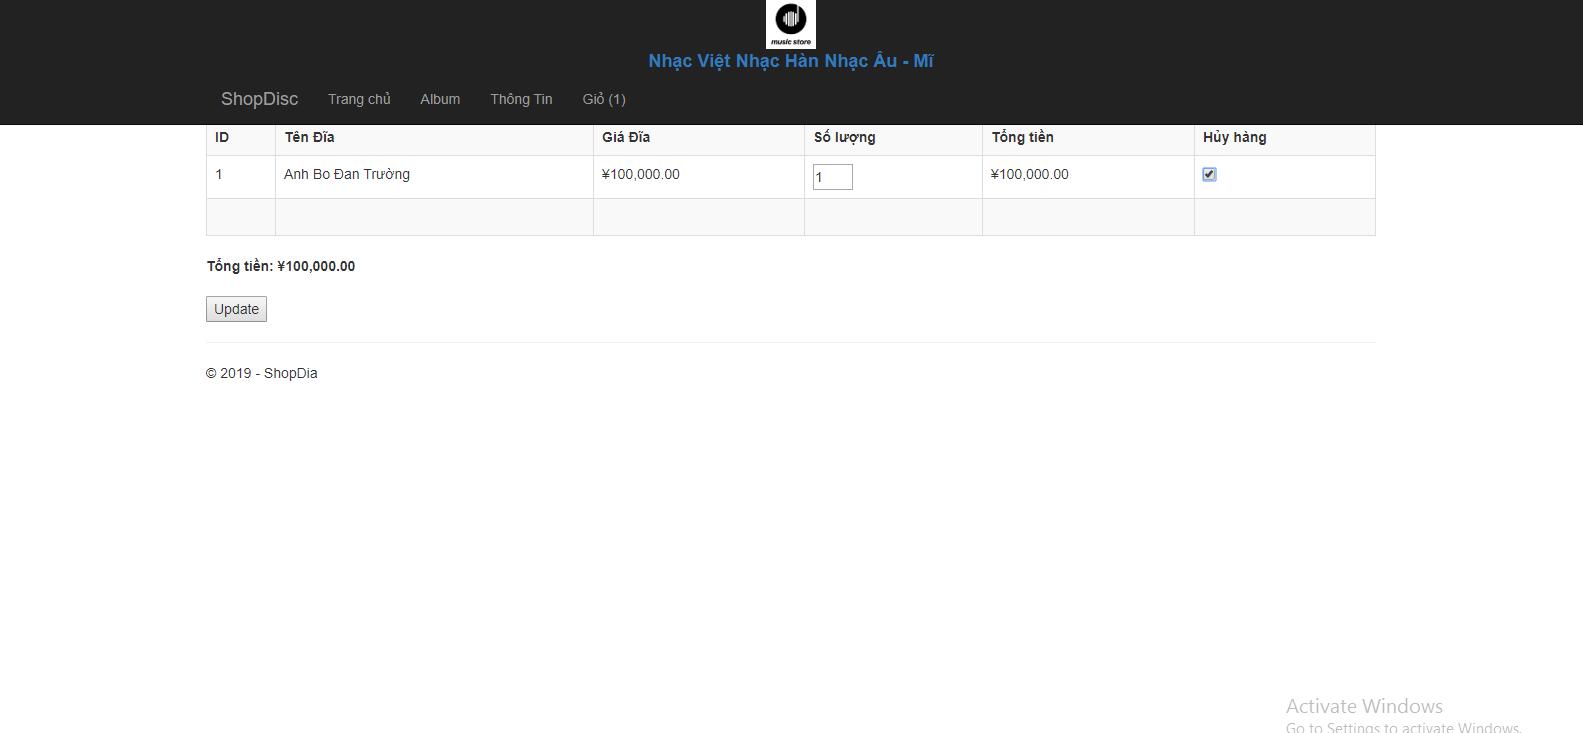 music store
Nhạc Việt Nhạc Hàn Nhạc Âu - Mĩ
ShopDisc Trang chủ Album Thông Tin Giỏ (1)
ID Tên Đĩa Giá Đĩa Số lượng Tổng tiền Hủy hàng
1 Anh Bo Đan Trường ¥100,000.00 1 ¥100,000.00
Tổng tiền: ¥100,000.00
Update
© 2019 - ShopDia
Activate Windows
Go to Settings to activate Windows.